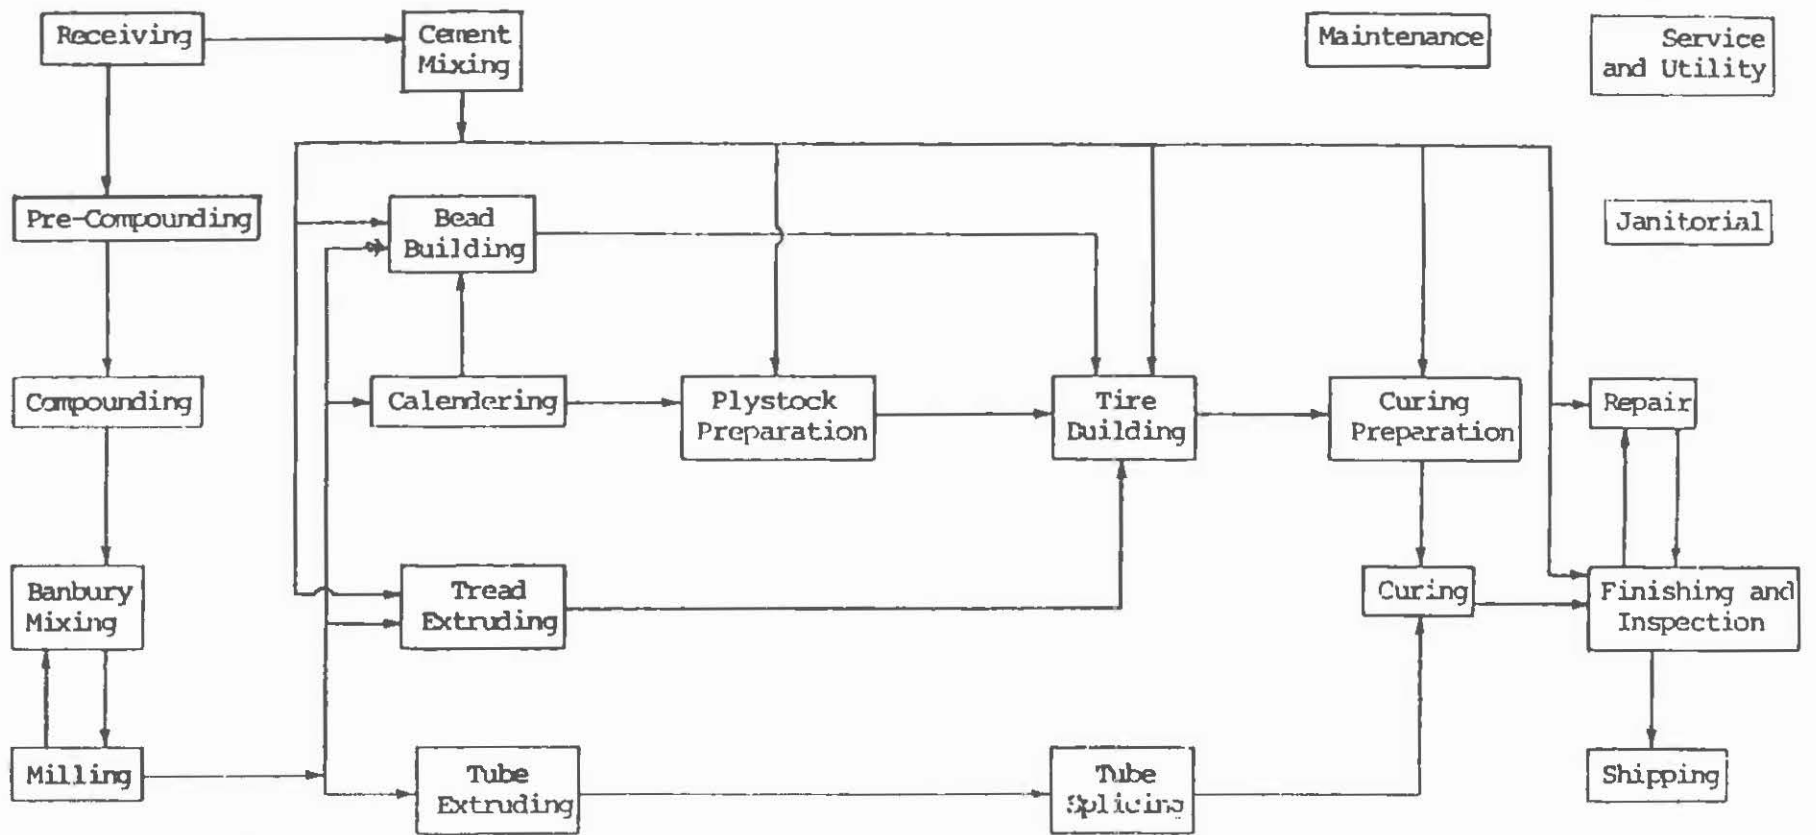 Receiving
Cement
Mixing
Maintenance
Service
and Utility
Pre-Compounding
Bead
Building
Janitorial
Compounding
Calendering
Plystock
Preparation
Tire
Building
Curing
Preparation
Repair
Banbury
Mixing
Tread
Extruding
Curing
Finishing and
Inspection
Milling
Tube
Extruding
Tube
Splicing
Shipping